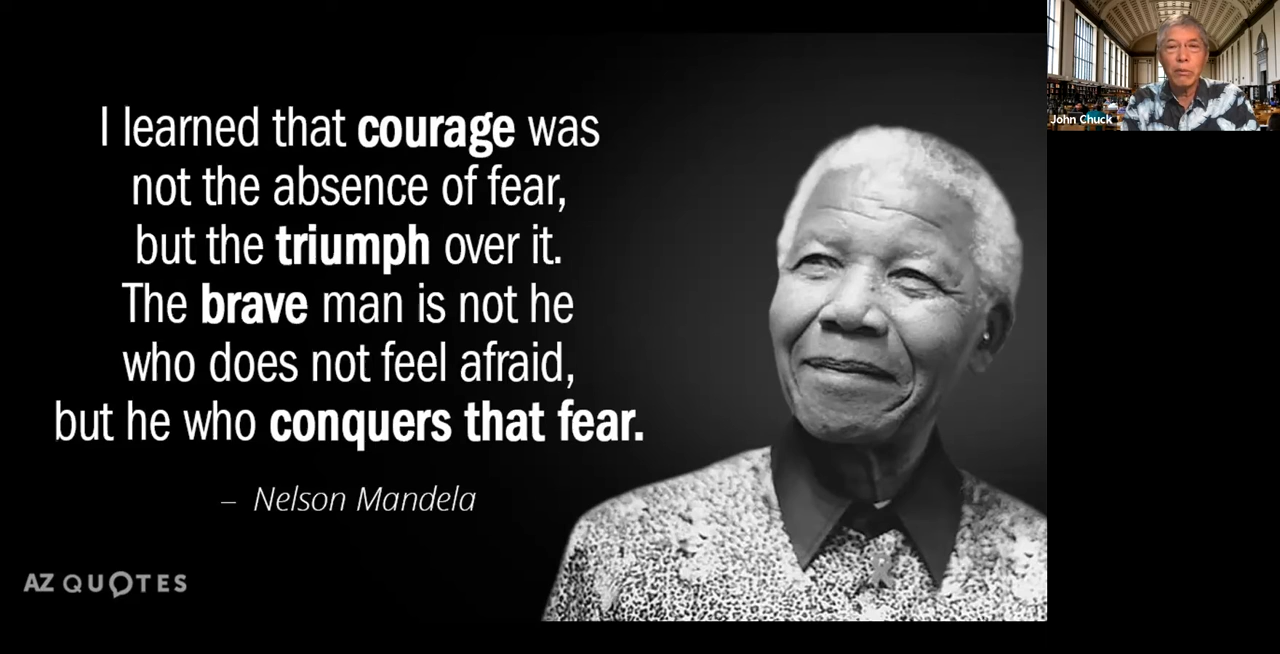 I learned that courage was
not the absence of fear,
but the triumph over it.
The brave man is not he
who does not feel afraid,
but he who conquers that fear.
– Nelson Mandela
AZ QUOTES
John Chuck